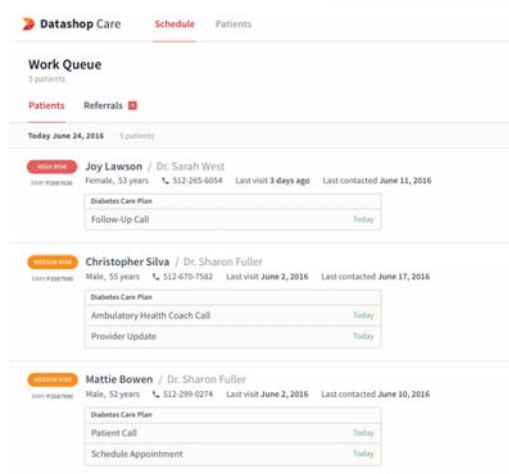 Datashop Care Schedule Patients
Work Queue
5 patients
Patients Referrals
Today June 24, 2016 5 patients
HIGH RISK Joy Lawson / Dr. Sarah West
Female, 53 years 512-265-6054 Last visit 3 days ago Last contacted June 11, 2016
Diabetes Care Plan
Follow-Up Call Today
MEDIUM RISK Christopher Silva / Dr. Sharon Fuller
Male, 55 years 512-670-7582 Last visit June 2, 2016 Last contacted June 17, 2016
Diabetes Care Plan
Ambulatory Health Coach Call Today
Provider Update Today
MEDIUM RISK Mattie Bowen / Dr. Sharon Fuller
Male, 52 years 512-299-0274 Last visit June 2, 2016 Last contacted June 10, 2016
Diabetes Care Plan
Patient Call Today
Schedule Appointment Today